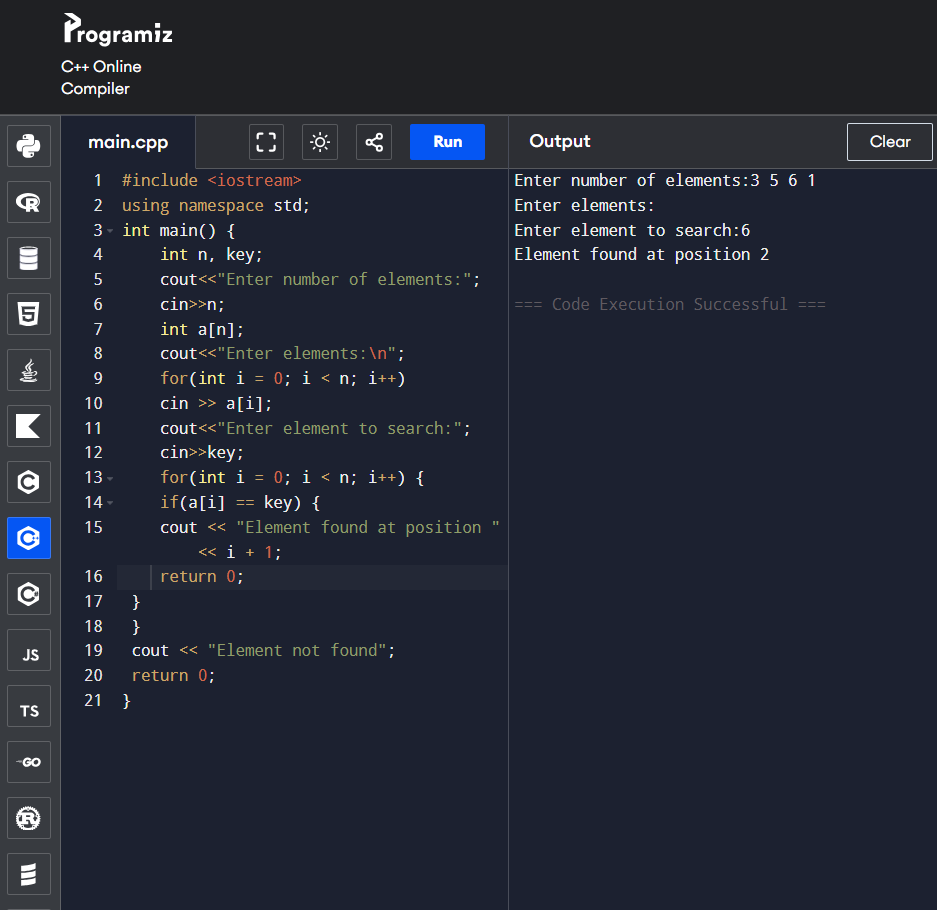 Programiz
C++ Online
Compiler
main.cpp
Run
Output
Clear
1 #include <iostream>
2 using namespace std;
3 int main() {
4 int n, key;
5 cout<<"Enter number of elements:";
6 cin>>n;
7 int a[n];
8 cout<<"Enter elements:\n";
9 for(int i = 0; i < n; i++)
10 cin >> a[i];
11 cout<<"Enter element to search:";
12 cin>>key;
13 for(int i = 0; i < n; i++) {
14 if(a[i] == key) {
15 cout << "Element found at position "
<< i + 1;
16 return 0;
17 }
18 }
19 cout << "Element not found";
20 return 0;
21 }
Enter number of elements:3 5 6 1
Enter elements:
Enter element to search:6
Element found at position 2
=== Code Execution Successful ===
R
5
C
C
C
JS
TS
GO
R